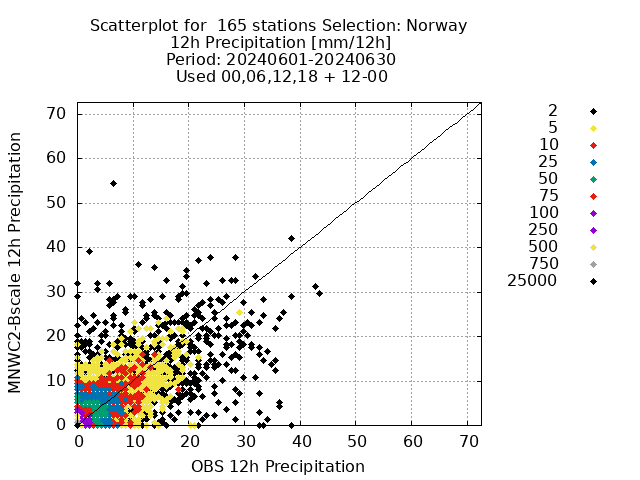 Scatterplot for  165 stations Selection: Norway
12h Precipitation [mm/12h]
Period: 20240601-20240630
Used 00,06,12,18 + 12-00
70
60
50
40
30
20
10
0
MNWC2-Bscale 12h Precipitation
0 10 20 30 40 50 60 70
OBS 12h Precipitation
2
5
10
25
50
75
100
250
500
750
25000